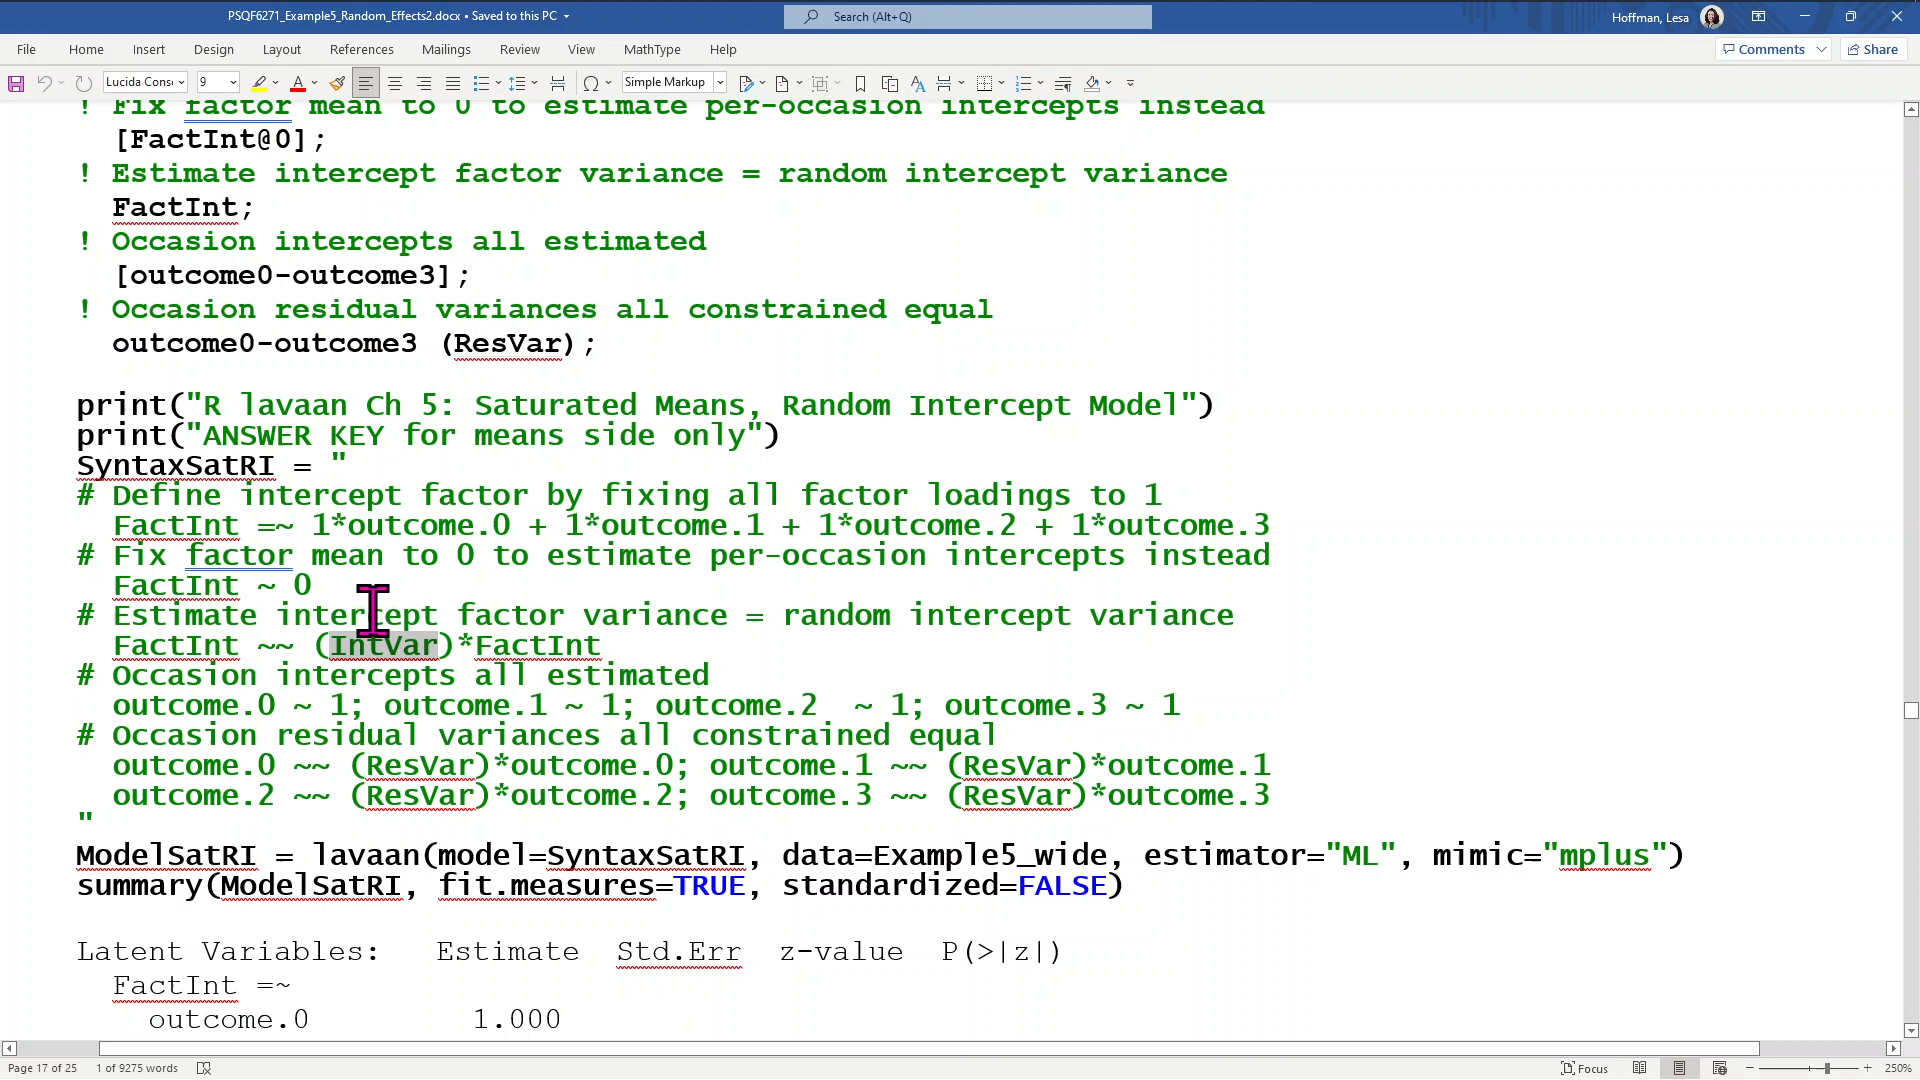 PSQF6271_Example5_Random_Effects2.docx • Saved to this PC
Search (Alt+Q)
Hoffman, Lesa
File Home Insert Design Layout References Mailings Review View MathType Help
Comments Share
Lucida Cons 9 Simple Markup
! Fix factor mean to 0 to estimate per-occasion intercepts instead
[FactInt@0];
! Estimate intercept factor variance = random intercept variance
FactInt;
! Occasion intercepts all estimated
[outcome0-outcome3];
! Occasion residual variances all constrained equal
outcome0-outcome3 (ResVar);
print("R lavaan Ch 5: Saturated Means, Random Intercept Model")
print("ANSWER KEY for means side only")
SyntaxSatRI = "
# Define intercept factor by fixing all factor loadings to 1
FactInt =~ 1*outcome.0 + 1*outcome.1 + 1*outcome.2 + 1*outcome.3
# Fix factor mean to 0 to estimate per-occasion intercepts instead
FactInt ~ 0
# Estimate intercept factor variance = random intercept variance
FactInt ~~ (IntVar)*FactInt
# Occasion intercepts all estimated
outcome.0 ~ 1; outcome.1 ~ 1; outcome.2  ~ 1; outcome.3 ~ 1
# Occasion residual variances all constrained equal
outcome.0 ~~ (ResVar)*outcome.0; outcome.1 ~~ (ResVar)*outcome.1
outcome.2 ~~ (ResVar)*outcome.2; outcome.3 ~~ (ResVar)*outcome.3
"
ModelSatRI = lavaan(model=SyntaxSatRI, data=Example5_wide, estimator="ML", mimic="mplus")
summary(ModelSatRI, fit.measures=TRUE, standardized=FALSE)
Latent Variables: Estimate Std.Err z-value P(>|z|)
FactInt =~
outcome.0 1.000
Page 17 of 25 1 of 9275 words Focus 250%